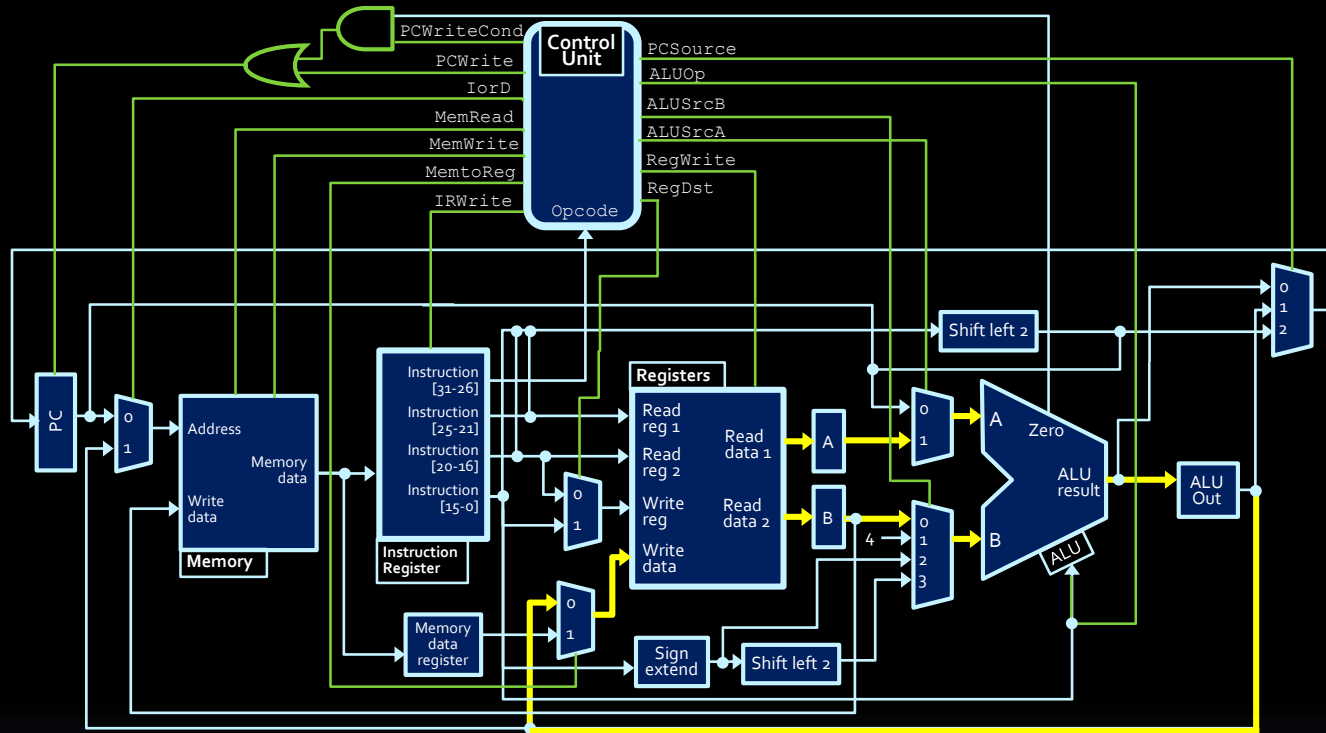 PCWriteCond
PCWrite
IorD
MemRead
MemWrite
MemtoReg
IRWrite
Control
Unit
Opcode
PCSource
ALUOp
ALUSrcB
ALUSrcA
RegWrite
RegDst
PC
0
1
Address
Memory
data
Write
data
Memory
Instruction
[31-26]
Instruction
[25-21]
Instruction
[20-16]
Instruction
[15-0]
Instruction
Register
Memory
data
register
0
1
0
1
Registers
Read
reg 1
Read
reg 2
Write
reg
Write
data
Read
data 1
Read
data 2
Sign
extend
Shift left 2
A
B
4
0
1
0
1
2
3
Shift left 2
A
B
Zero
ALU
result
ALU
ALU
Out
0
1
2